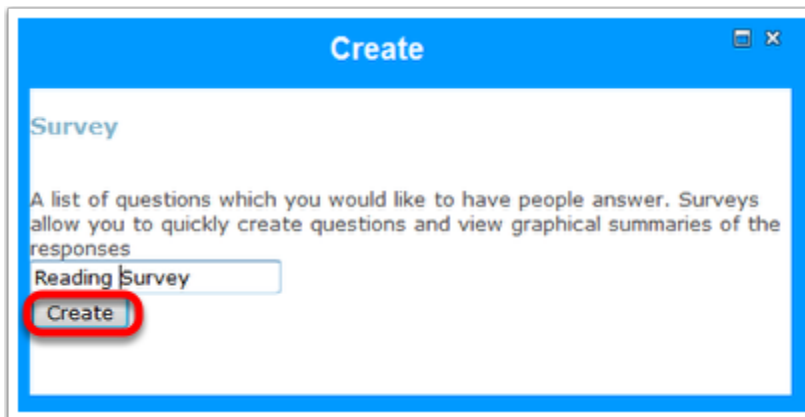 Create
Survey
A list of questions which you would like to have people answer. Surveys
allow you to quickly create questions and view graphical summaries of the
responses
Reading Survey
Create